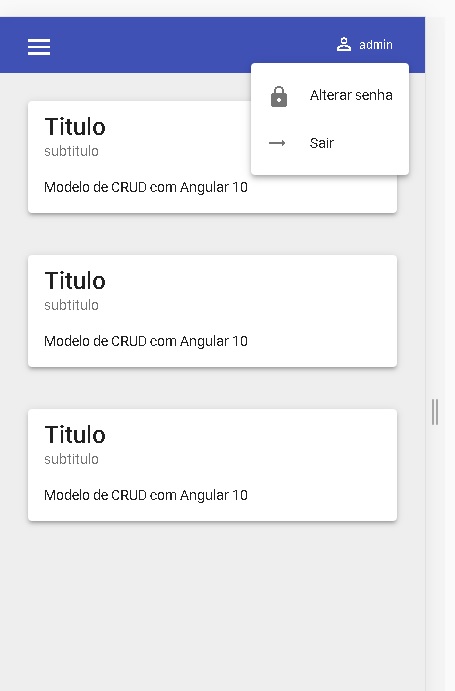 admin
Alterar senha
Sair
Titulo
subtitulo
Modelo de CRUD com Angular 10
Titulo
subtitulo
Modelo de CRUD com Angular 10
Titulo
subtitulo
Modelo de CRUD com Angular 10